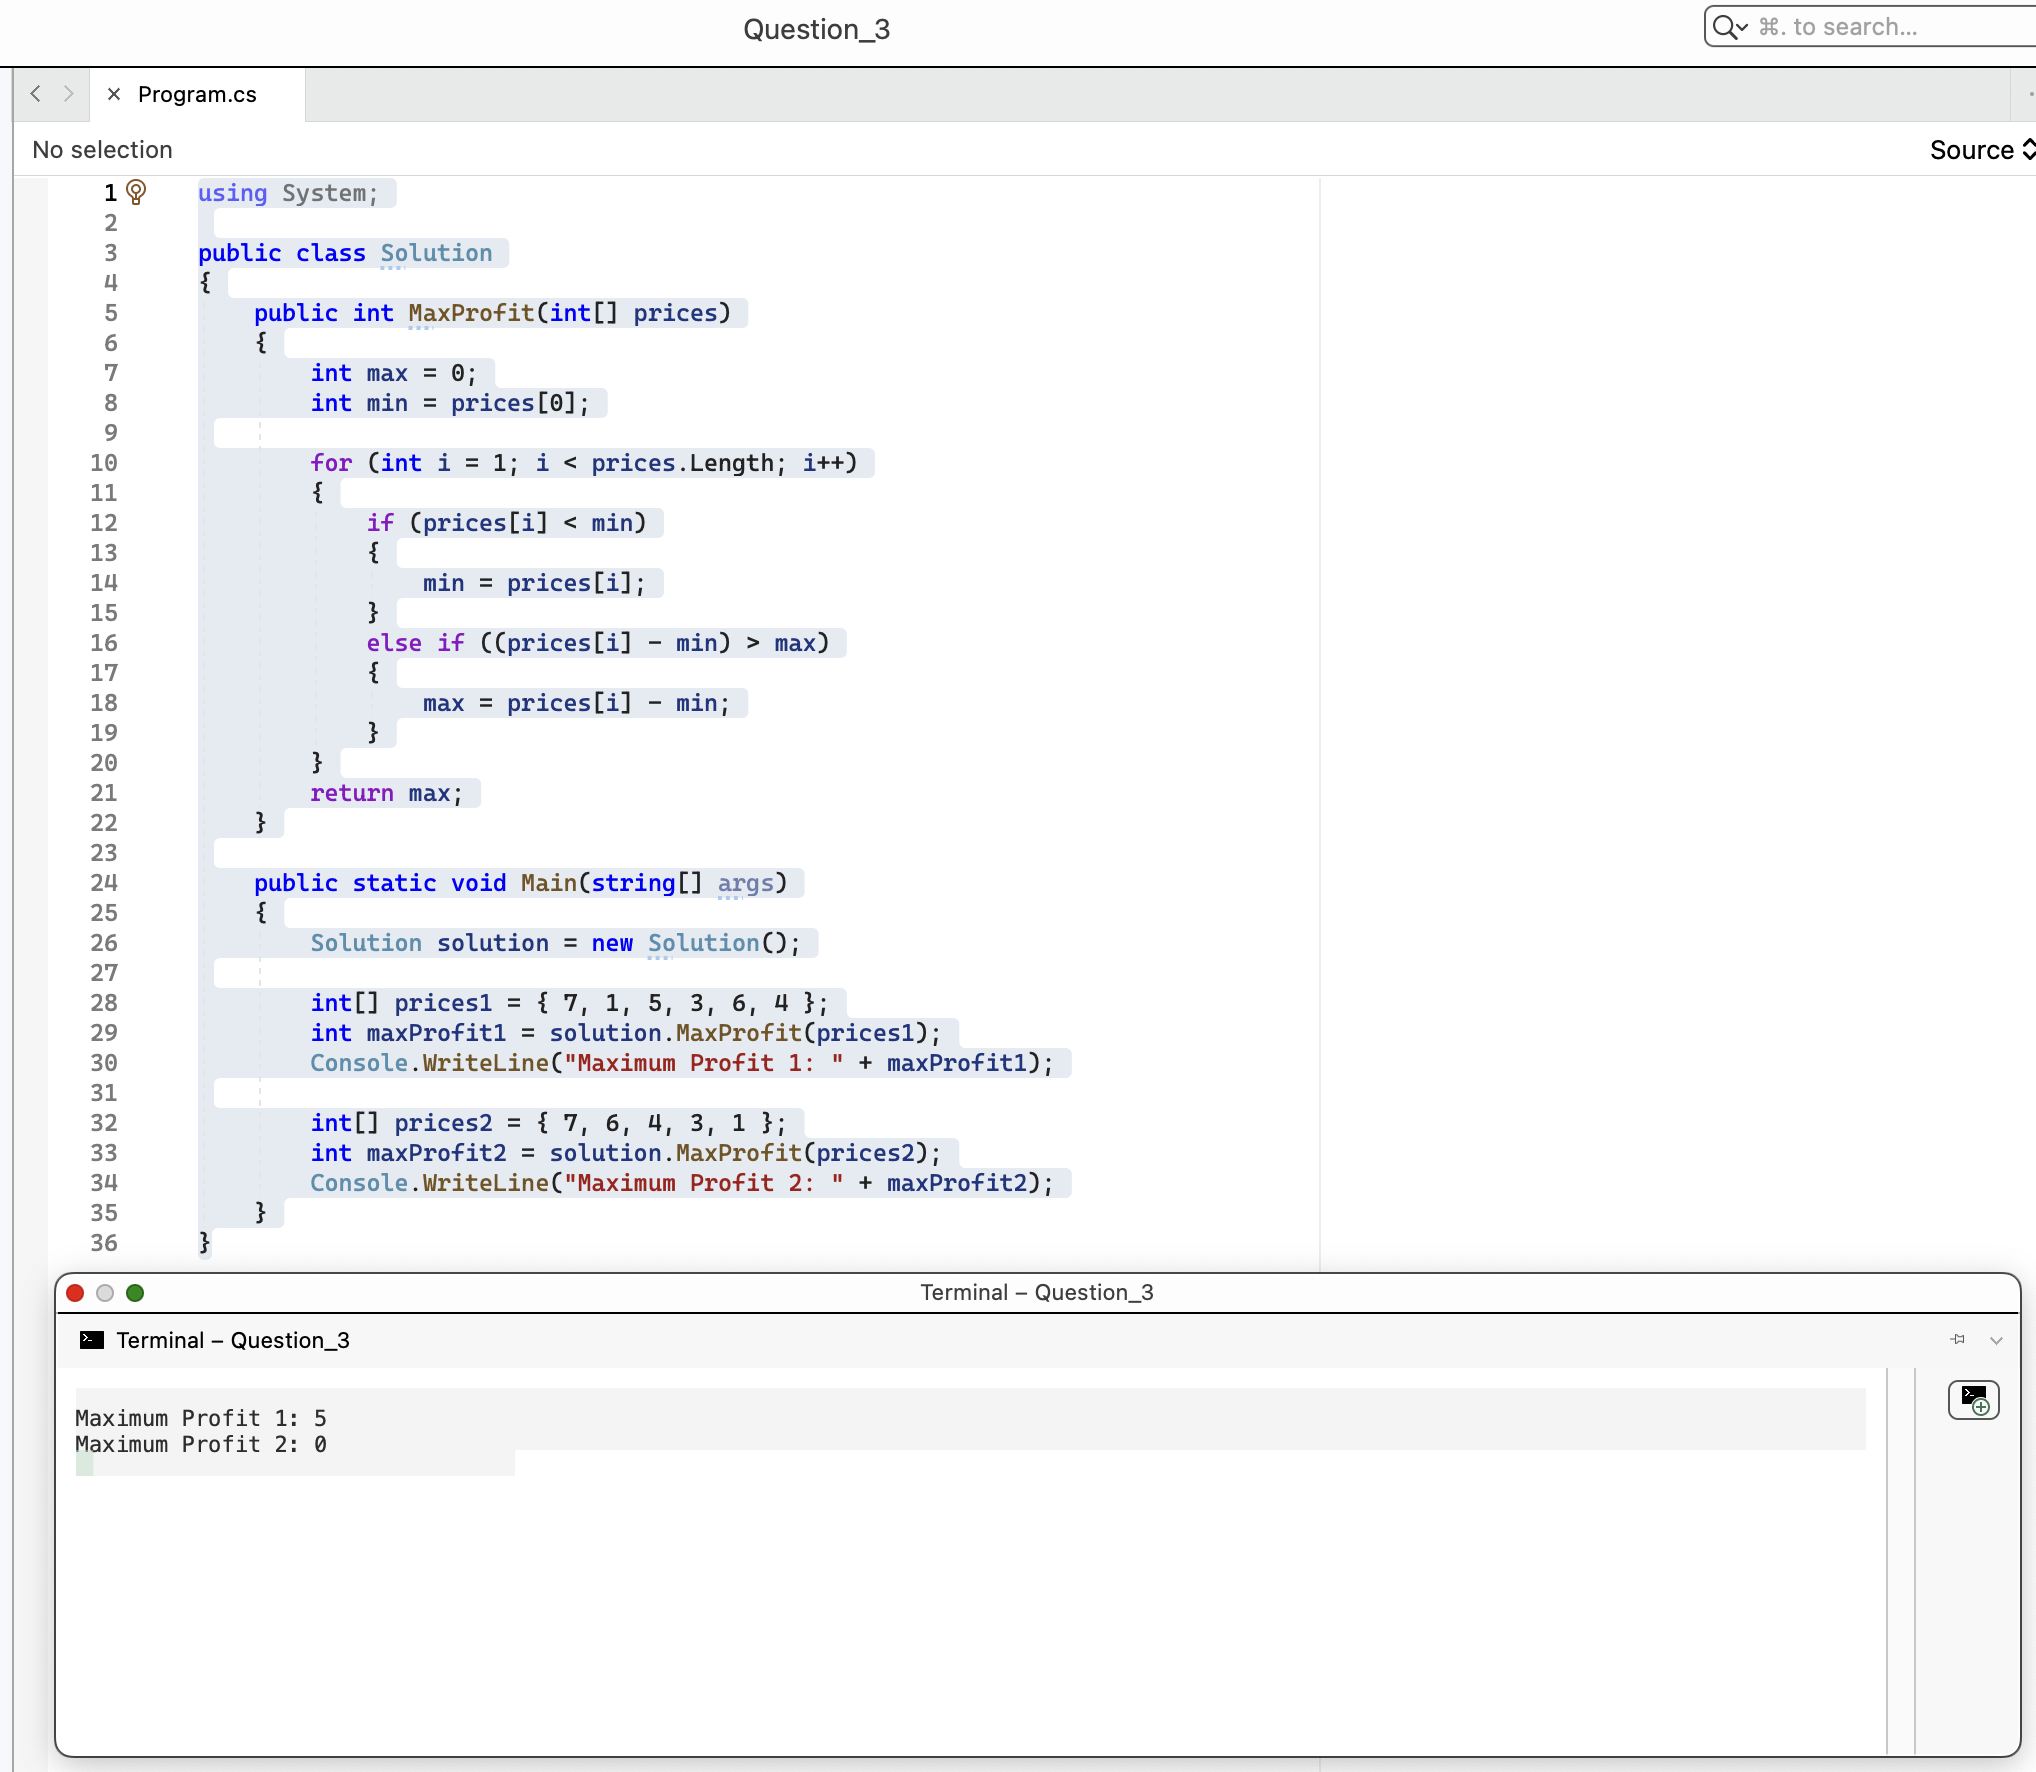 Question_3
⌘. to search...
Program.cs
No selection
Source
1 using System;
2
3 public class Solution
4 {
5     public int MaxProfit(int[] prices)
6     {
7         int max = 0;
8         int min = prices[0];
9
10         for (int i = 1; i < prices.Length; i++)
11         {
12             if (prices[i] < min)
13             {
14                 min = prices[i];
15             }
16             else if ((prices[i] - min) > max)
17             {
18                 max = prices[i] - min;
19             }
20         }
21         return max;
22     }
23
24     public static void Main(string[] args)
25     {
26         Solution solution = new Solution();
27
28         int[] prices1 = { 7, 1, 5, 3, 6, 4 };
29         int maxProfit1 = solution.MaxProfit(prices1);
30         Console.WriteLine("Maximum Profit 1: " + maxProfit1);
31
32         int[] prices2 = { 7, 6, 4, 3, 1 };
33         int maxProfit2 = solution.MaxProfit(prices2);
34         Console.WriteLine("Maximum Profit 2: " + maxProfit2);
35     }
36 }
Terminal – Question_3
Terminal – Question_3
Maximum Profit 1: 5
Maximum Profit 2: 0